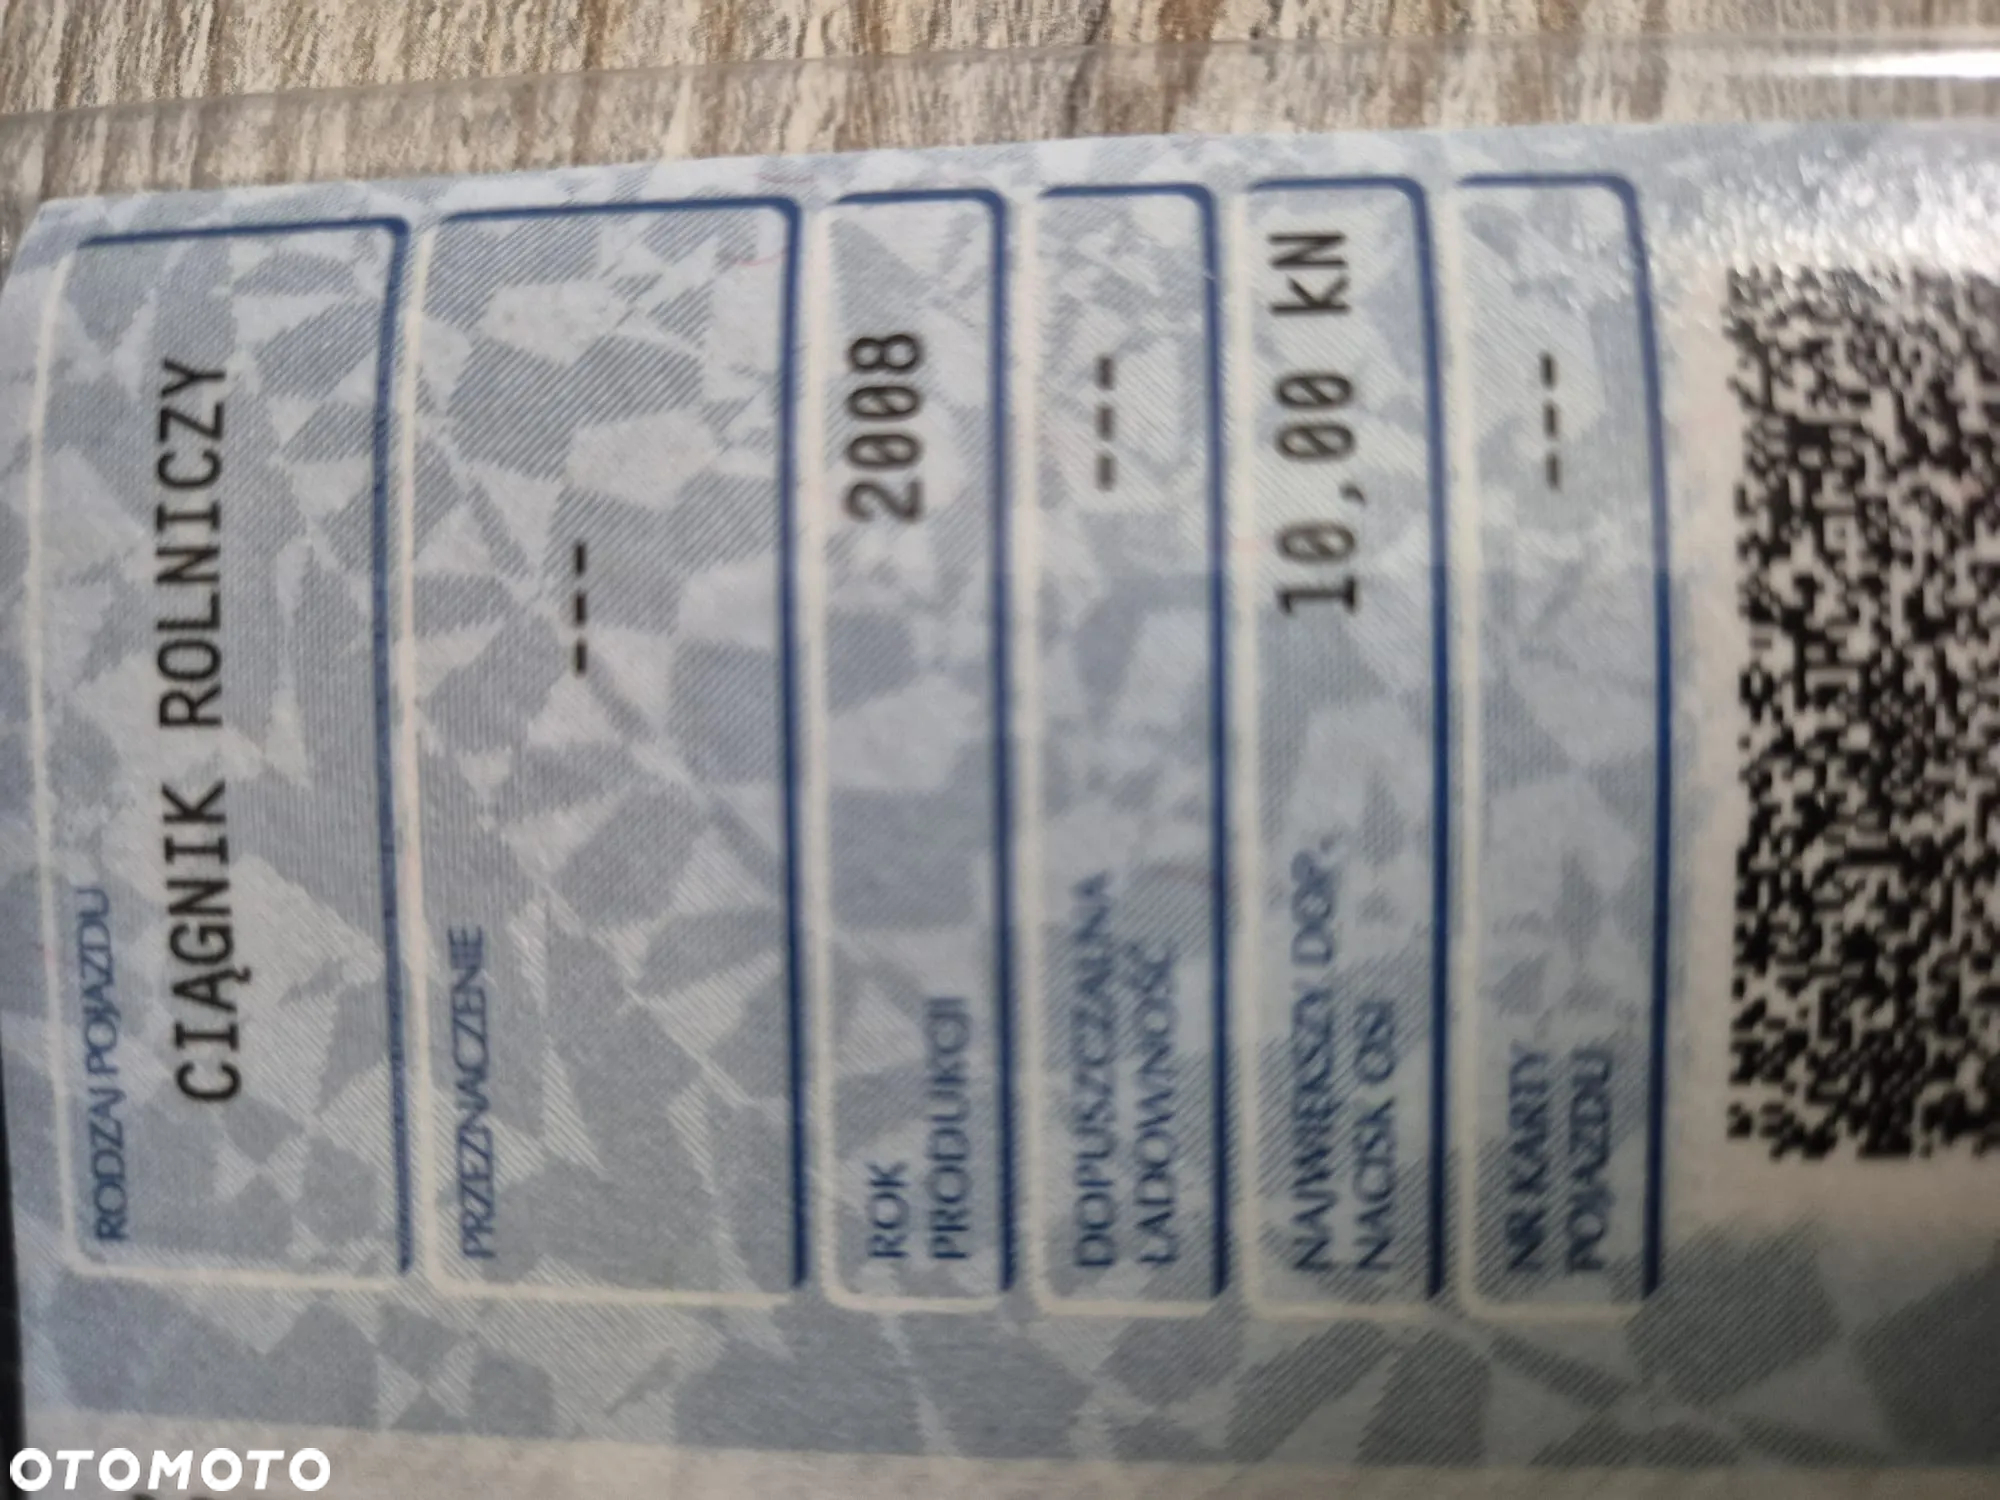 RODZAJ POJAZDU
CIĄGNIK ROLNICZY
PRZEZNACZENIE
---
ROK
PRODUKCJI
2008
DOPUSZCZALNA
ŁADOWNOŚĆ
---
NAJWIĘKSZY DOP.
NACISK OSI
10,00 kN
NR KARTY
POJAZDU
---
OTOMOTO